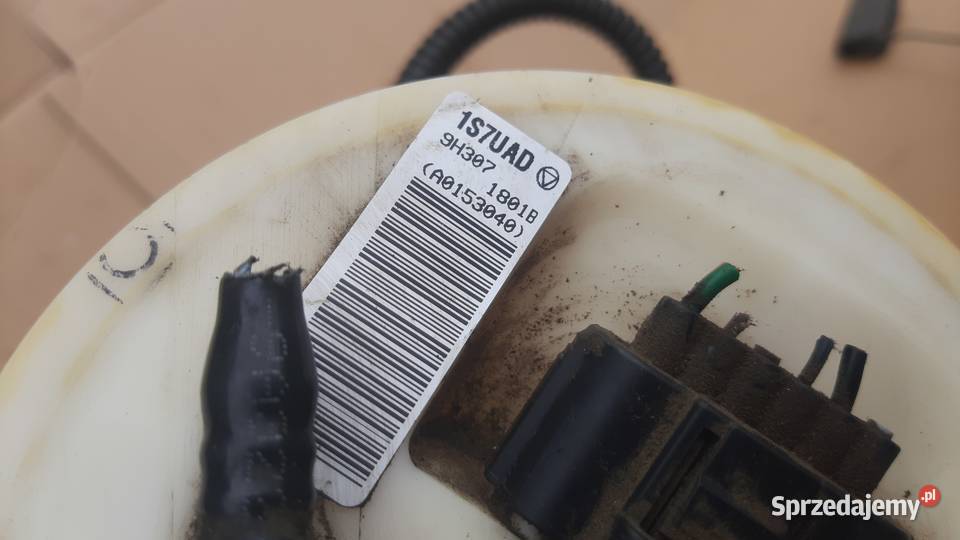 1S7UAD
9H307 1801B
(A0153040)
Sprzedajemy.pl